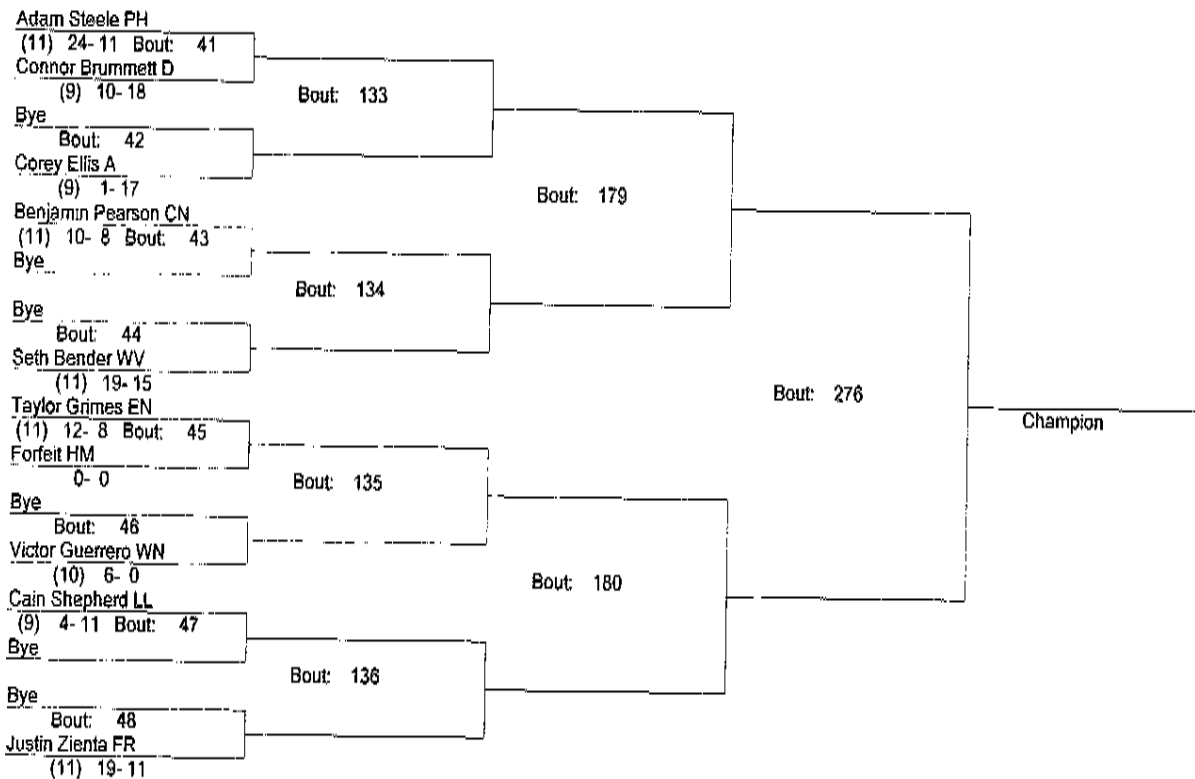 Adam Steele PH
(11) 24- 11 Bout: 41
Connor Brummett D
(9) 10- 18
Bout: 133
Bye
Bout: 42
Corey Ellis A
(9) 1- 17
Bout: 179
Benjamin Pearson CN
(11) 10- 8 Bout: 43
Bye
Bout: 134
Bye
Bout: 44
Seth Bender WV
(11) 19- 15
Bout: 276
Champion
Taylor Grimes EN
(11) 12- 8 Bout: 45
Forfeit HM
0- 0
Bout: 135
Bye
Bout: 46
Victor Guerrero WN
(10) 6- 0
Bout: 180
Cain Shepherd LL
(9) 4- 11 Bout: 47
Bye
Bout: 136
Bye
Bout: 48
Justin Zienta FR
(11) 19- 11